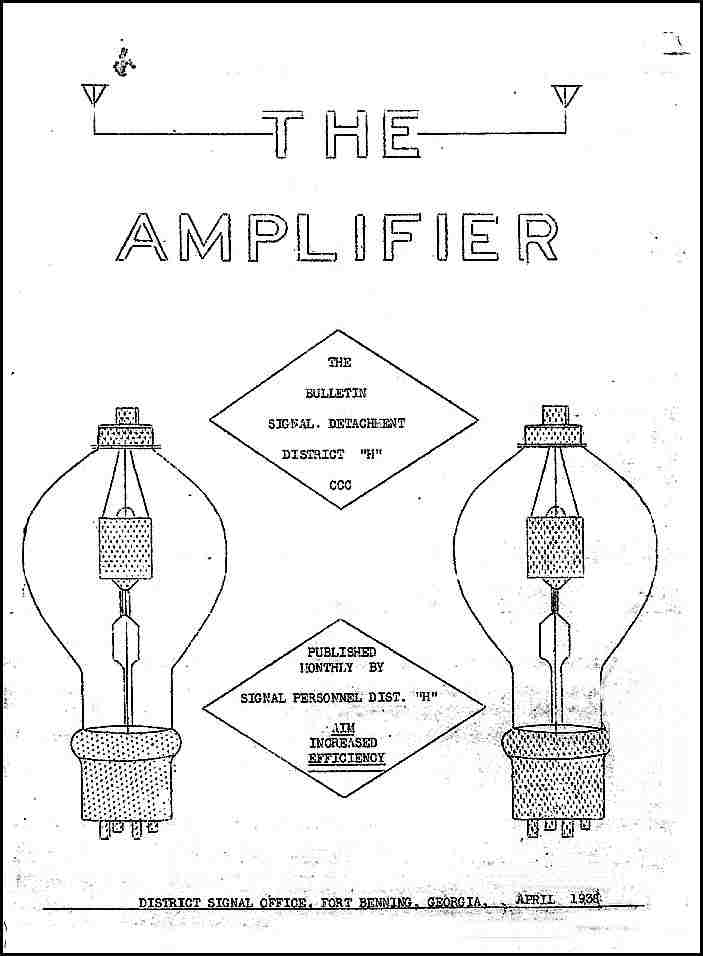 THE
AMPLIFIER
THE
BULLETIN
SIGNAL. DETACHMENT
DISTRICT "H"
CCC
PUBLISHED
MONTHLY BY
SIGNAL PERSONNEL DIST. "H"
AIM
INCREASED
EFFICIENCY
DISTRICT SIGNAL OFFICE, FORT BENNING, GEORGIA, APRIL